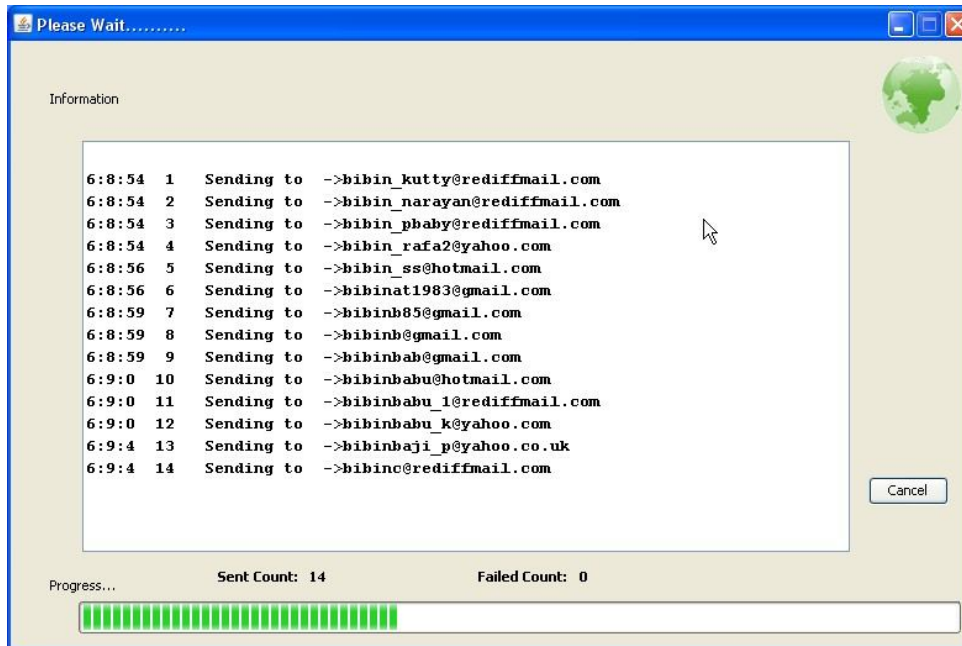 Please Wait..........
Information
6:8:54 1 Sending to ->bibin_kutty@rediffmail.com
6:8:54 2 Sending to ->bibin_narayan@rediffmail.com
6:8:54 3 Sending to ->bibin_pbaby@rediffmail.com
6:8:54 4 Sending to ->bibin_rafa2@yahoo.com
6:8:56 5 Sending to ->bibin_ss@hotmail.com
6:8:56 6 Sending to ->bibinat1983@gmail.com
6:8:59 7 Sending to ->bibinb85@gmail.com
6:8:59 8 Sending to ->bibinb@gmail.com
6:8:59 9 Sending to ->bibinbab@gmail.com
6:9:0 10 Sending to ->bibinbabu@hotmail.com
6:9:0 11 Sending to ->bibinbabu_1@rediffmail.com
6:9:0 12 Sending to ->bibinbabu_k@yahoo.com
6:9:4 13 Sending to ->bibinbaji_p@yahoo.co.uk
6:9:4 14 Sending to ->bibinc@rediffmail.com
Cancel
Sent Count: 14 Failed Count: 0
Progress...